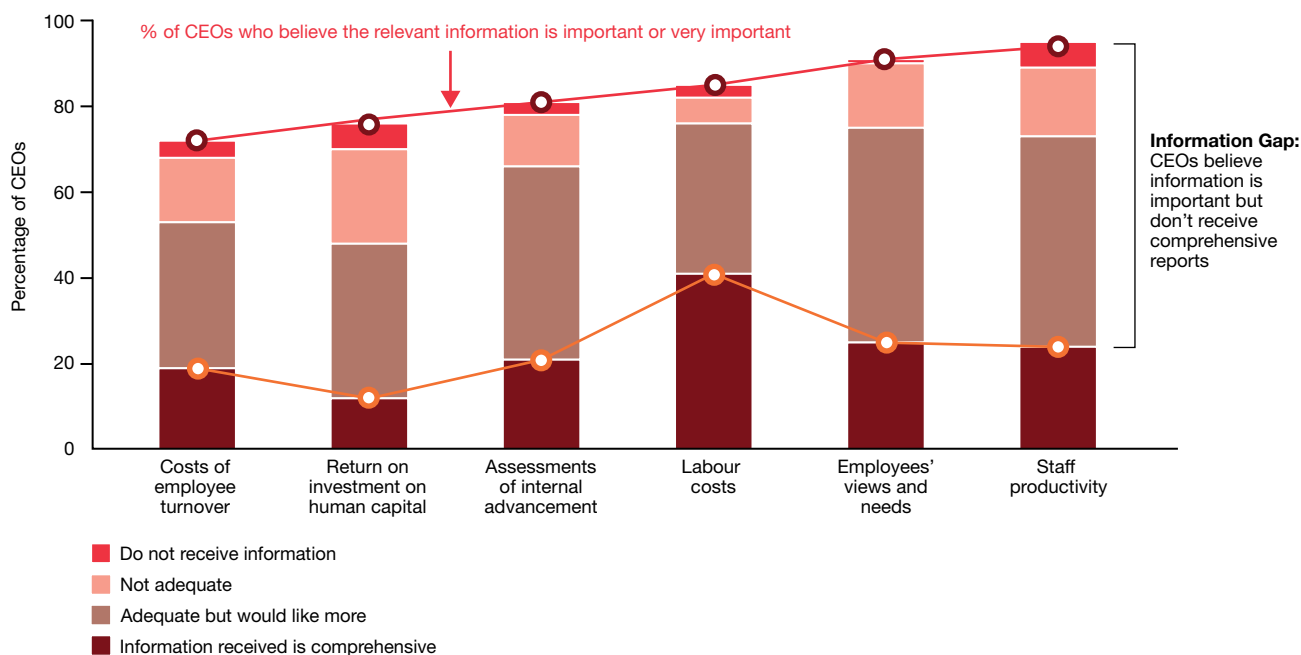 % of CEOs who believe the relevant information is important or very important
Percentage of CEOs
100
80
60
40
20
0
Information Gap:
CEOs believe
information is
important but
don’t receive
comprehensive
reports
Costs of
employee
turnover
Return on
investment on
human capital
Assessments
of internal
advancement
Labour
costs
Employees’
views and
needs
Staff
productivity
Do not receive information
Not adequate
Adequate but would like more
Information received is comprehensive